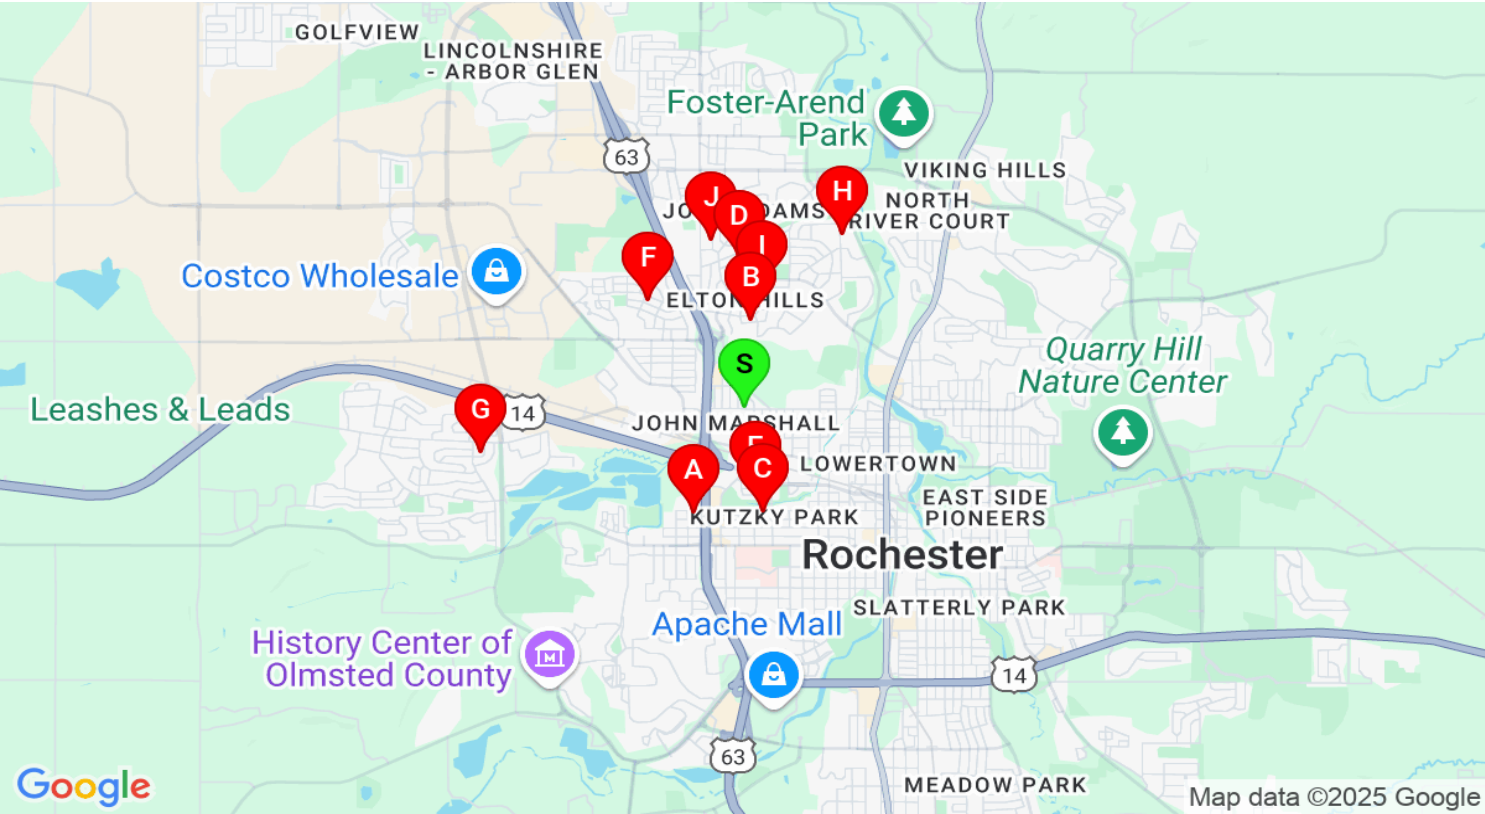 GOLFVIEW
LINCOLNSHIRE
- ARBOR GLEN
Foster-Arend
Park
63
VIKING HILLS
NORTH
RIVER COURT
J
D
H
I
F
B
Costco Wholesale
ELTON HILLS
S
Quarry Hill
Nature Center
Leashes & Leads
G
14
JOHN MARSHALL
E
A
C
LOWERTOWN
KUTZKY PARK
EAST SIDE
PIONEERS
Rochester
SLATTERLY PARK
Apache Mall
History Center of
Olmsted County
M
14
63
MEADOW PARK
Google
Map data ©2025 Google